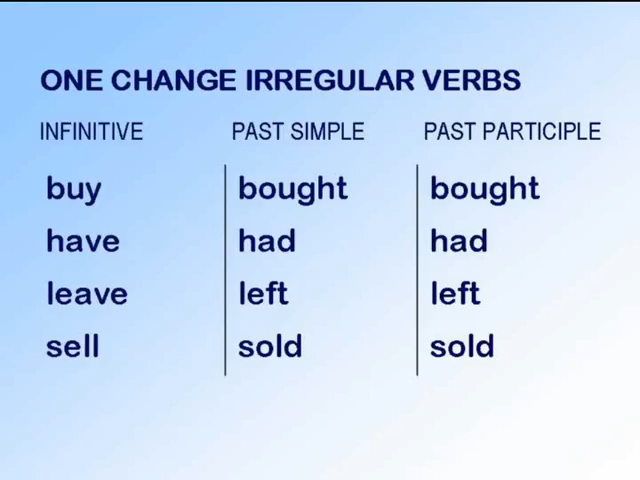 ONE CHANGE IRREGULAR VERBS
INFINITIVE PAST SIMPLE PAST PARTICIPLE
buy bought bought
have had had
leave left left
sell sold sold